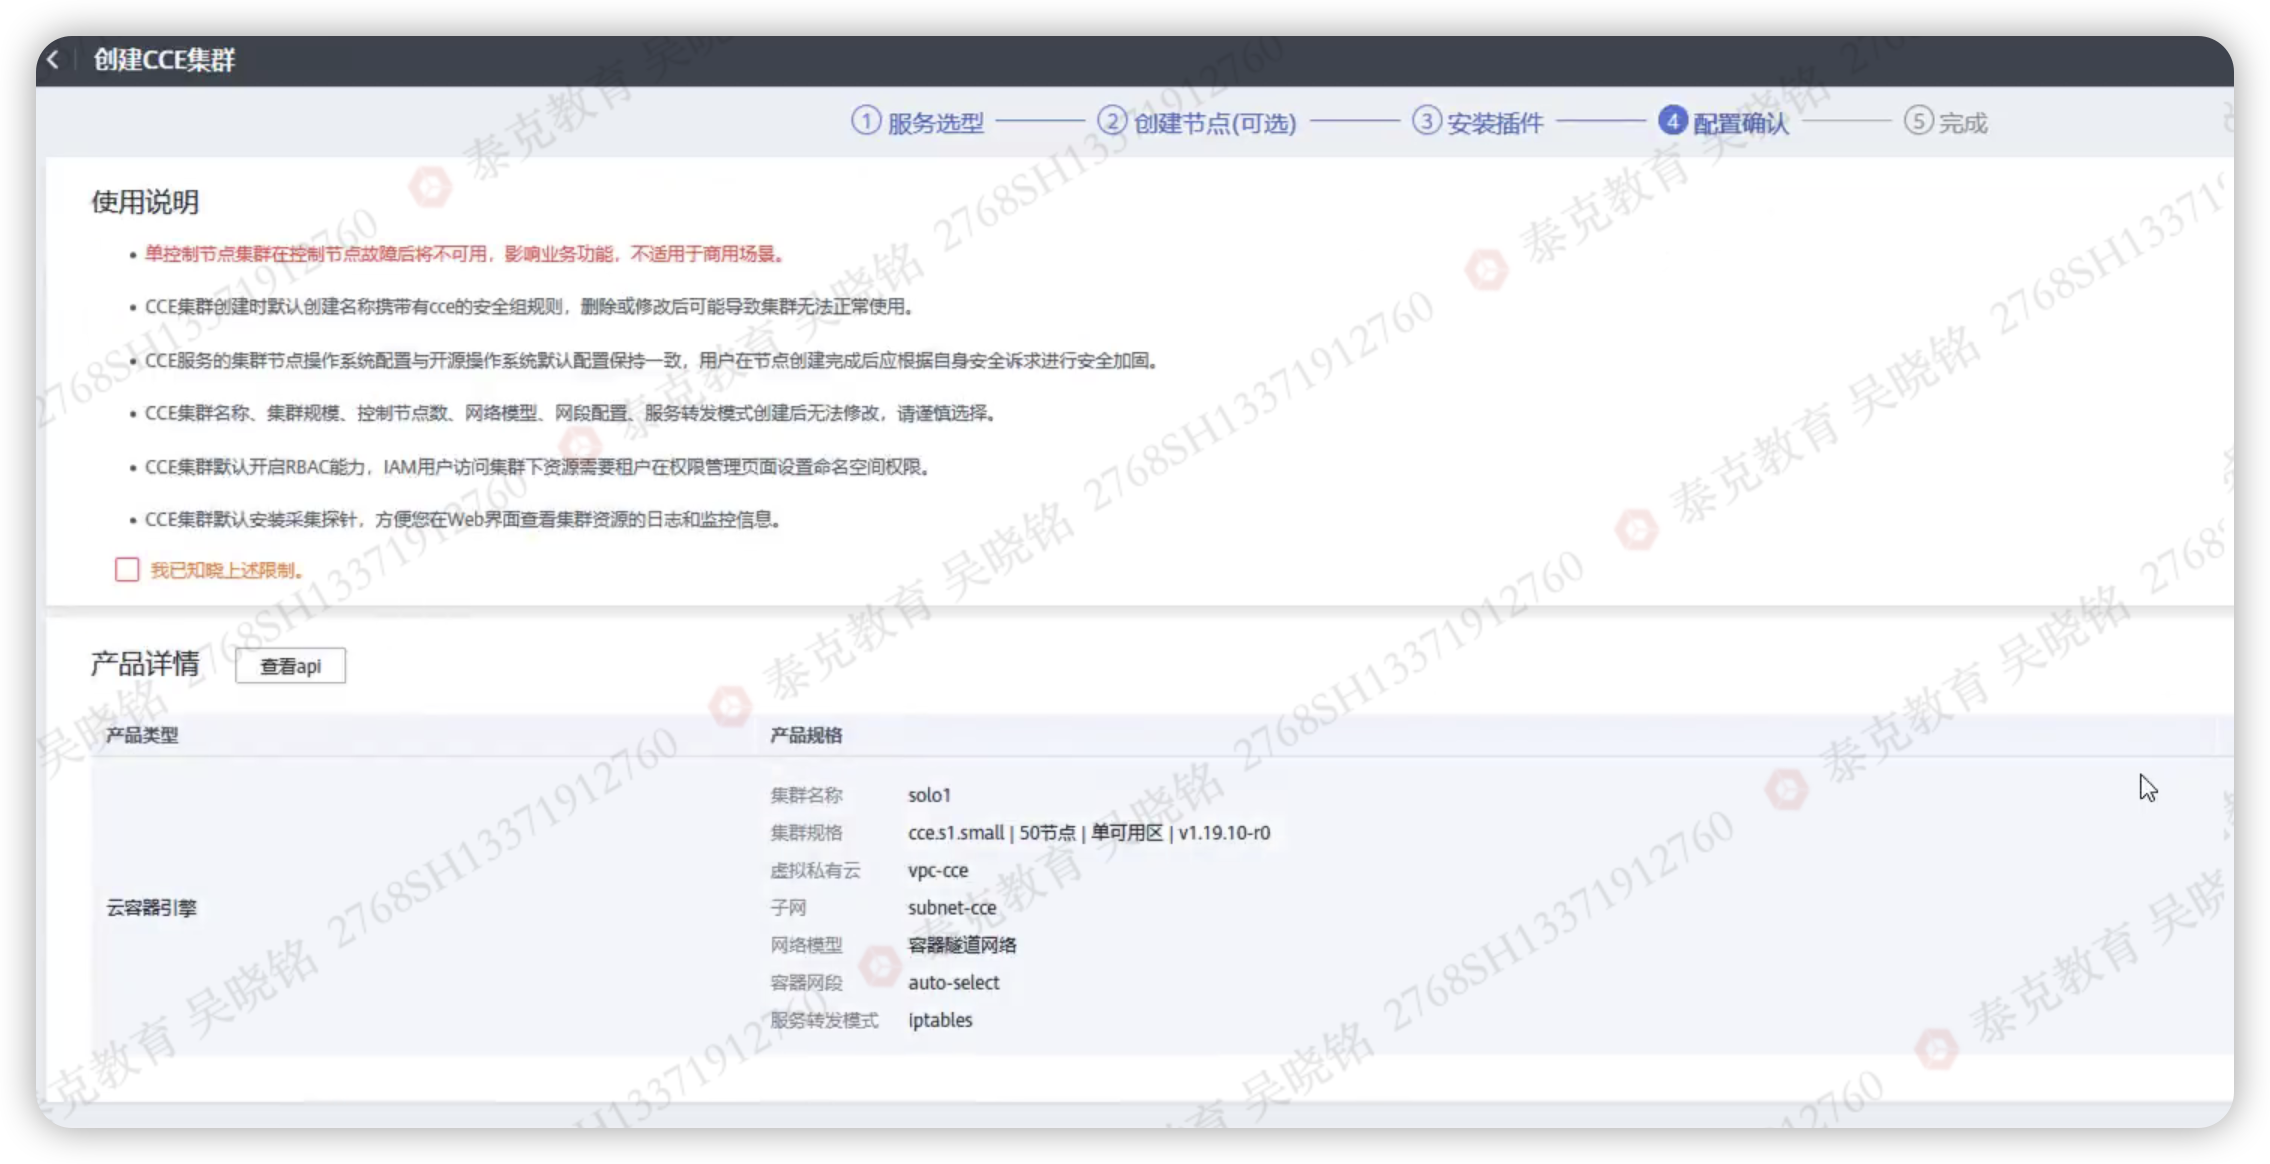 创建CCE集群
① 服务选型 ② 创建节点(可选) ③ 安装插件 ④ 配置确认 ⑤ 完成
使用说明
• 单控制节点集群在控制节点故障后将不可用，影响业务功能，不适用于商用场景。
• CCE集群创建时默认创建名称携带有cce的安全组规则，删除或修改后可能导致集群无法正常使用。
• CCE服务的集群节点操作系统配置与开源操作系统默认配置保持一致，用户在节点创建完成后应根据自身安全诉求进行安全加固。
• CCE集群名称、集群规模、控制节点数、网络模型、网段配置、服务转发模式创建后无法修改，请谨慎选择。
• CCE集群默认开启RBAC能力，IAM用户访问集群下资源需要租户在权限管理页面设置命名空间权限。
• CCE集群默认安装采集探针，方便您在Web界面查看集群资源的日志和监控信息。
我已知晓上述限制。
产品详情 查看api
产品类型 产品规格
云容器引擎
集群名称 solo1
集群规格 cce.s1.small | 50节点 | 单可用区 | v1.19.10-r0
虚拟私有云 vpc-cce
子网 subnet-cce
网络模型 容器隧道网络
容器网段 auto-select
服务转发模式 iptables
泰克教育 吴晓铭 2768SH13371912760